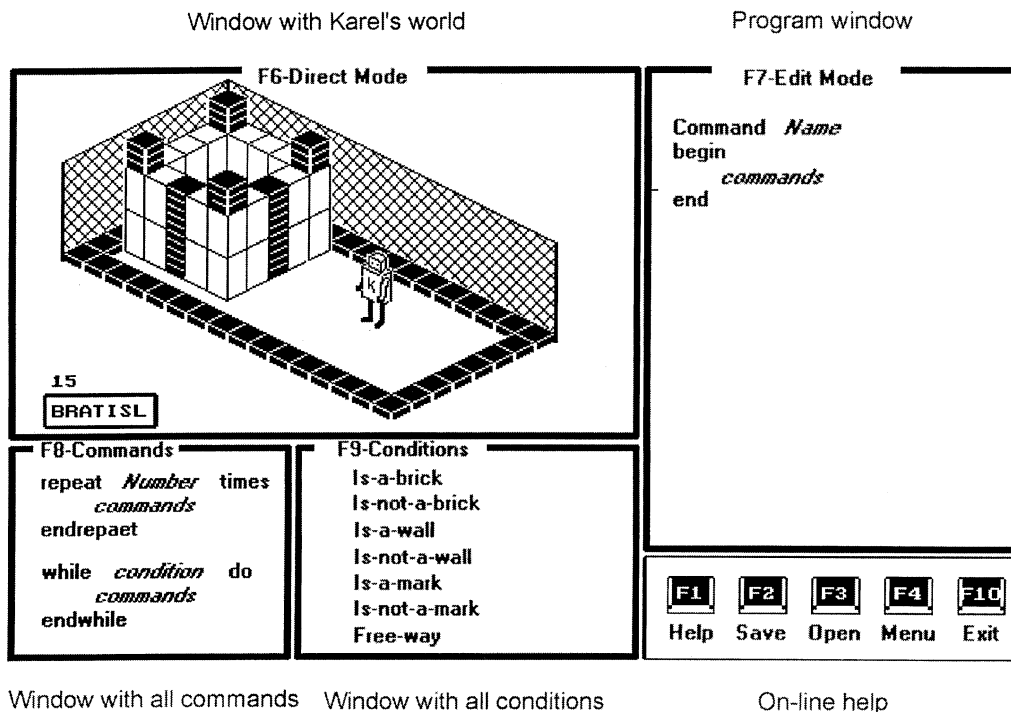 Window with Karel's world
Program window
F6-Direct Mode
K
15
BRATISL
F7-Edit Mode
Command Name
begin
commands
end
F8-Commands
repeat Number times
commands
endrepaet
while condition do
commands
endwhile
F9-Conditions
Is-a-brick
Is-not-a-brick
Is-a-wall
Is-not-a-wall
Is-a-mark
Is-not-a-mark
Free-way
F1 F2 F3 F4 F10
Help Save Open Menu Exit
Window with all commands
Window with all conditions
On-line help